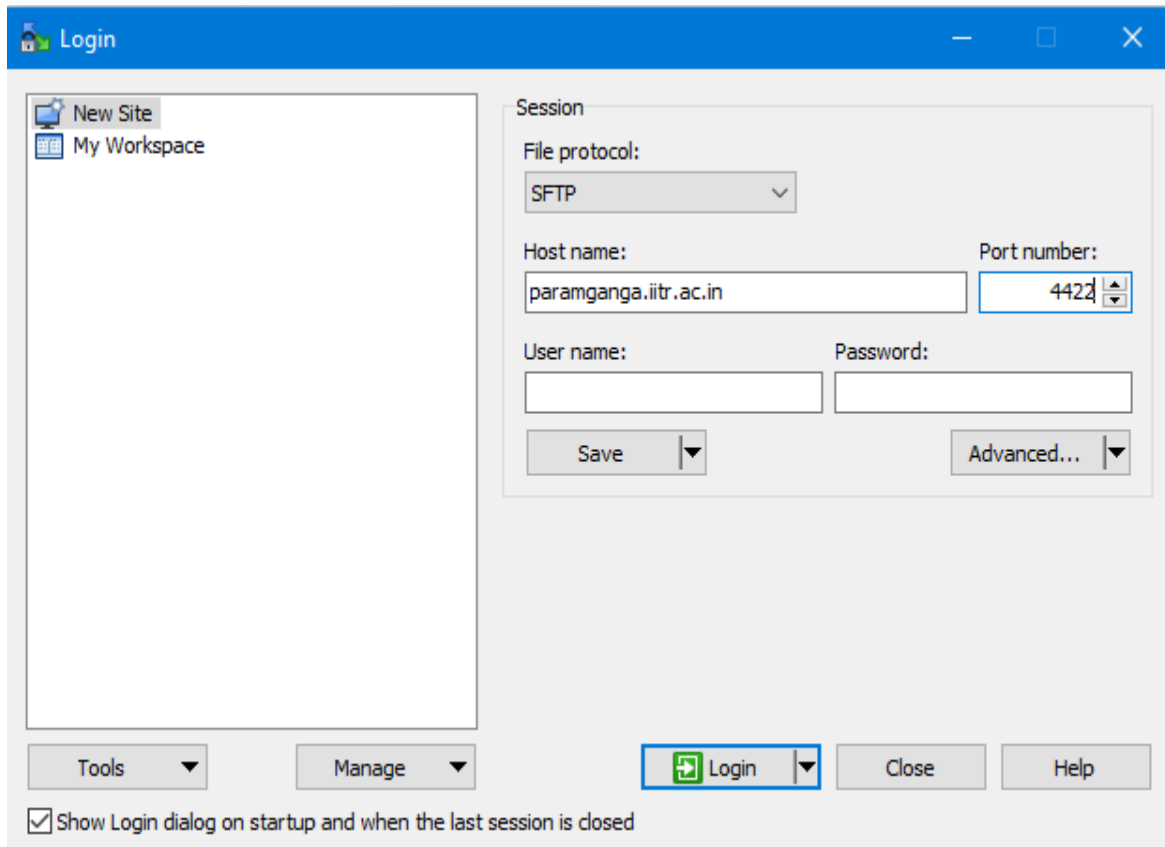 Login
New Site
My Workspace
Session
File protocol:
SFTP
Host name: Port number:
paramganga.iitr.ac.in 4422
User name: Password:
Save Advanced...
Tools Manage Login Close Help
Show Login dialog on startup and when the last session is closed